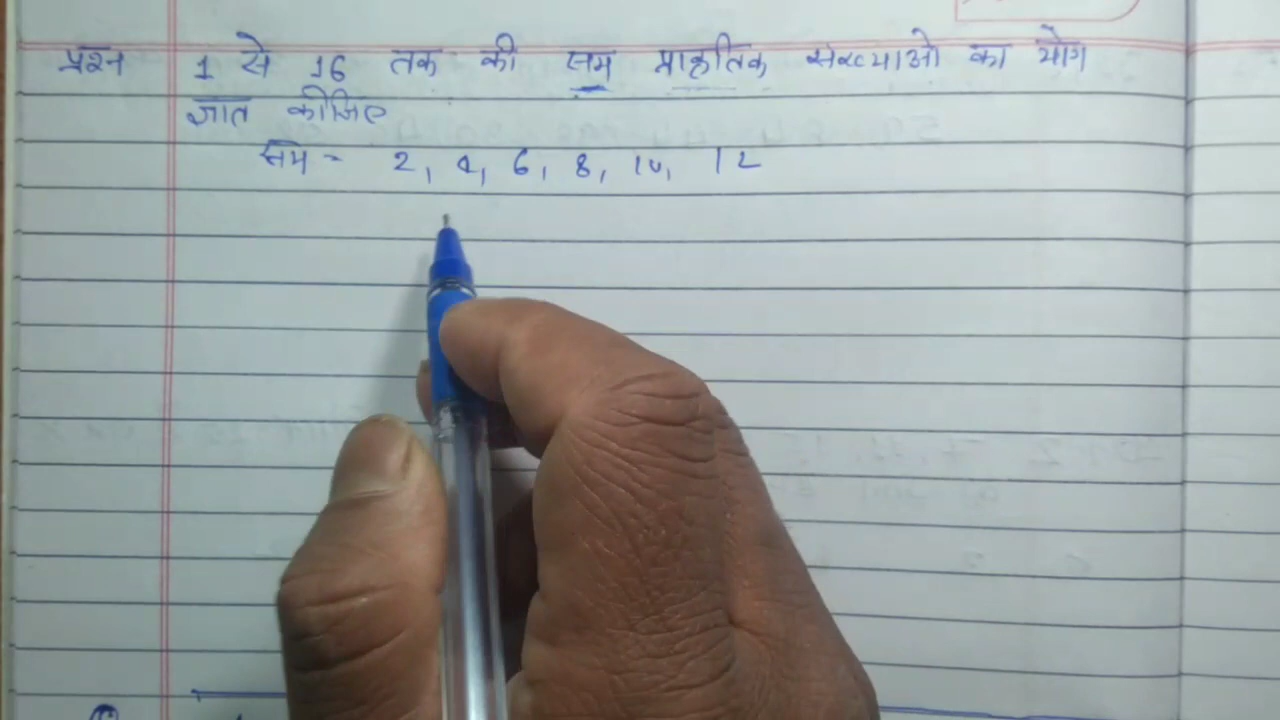 प्रश्न 1 से 16 तक की सम प्राकृतिक संख्याओ का योग
ज्ञात कीजिए
सम - 2, 4, 6, 8, 10, 12